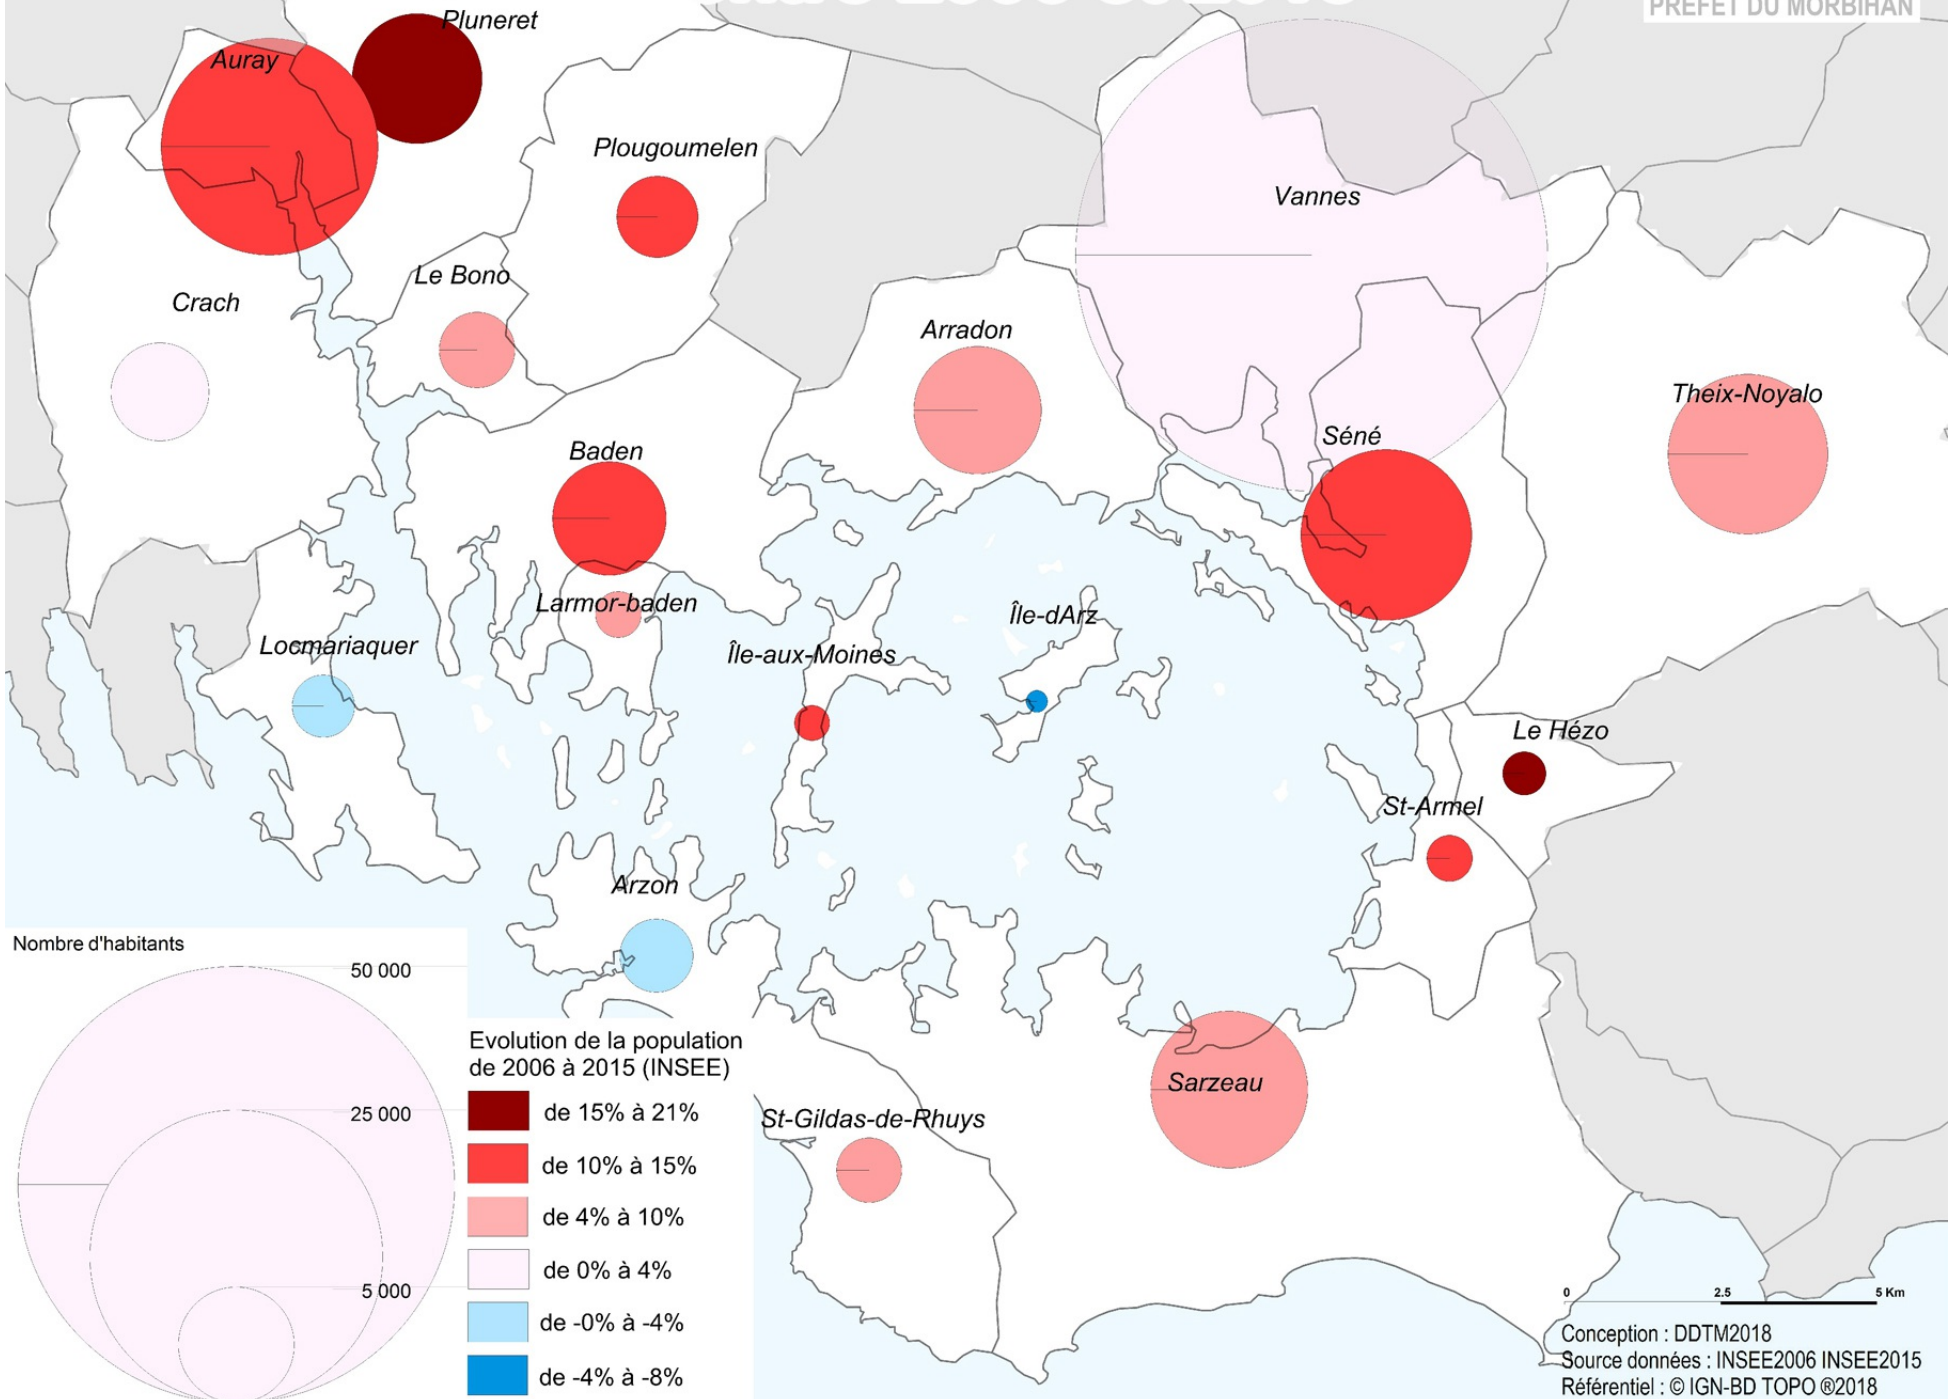 PREFET DU MORBIHAN
Pluneret
Auray
Plougoumelen
Vannes
Le Bono
Crach
Arradon
Theix-Noyalo
Séné
Baden
Larmor-baden
Île-dArz
Locmariaquer
Île-aux-Moines
Le Hézo
St-Armel
Arzon
Sarzeau
St-Gildas-de-Rhuys
Nombre d'habitants
50 000
25 000
5 000
Evolution de la population
de 2006 à 2015 (INSEE)
de 15% à 21%
de 10% à 15%
de 4% à 10%
de 0% à 4%
de -0% à -4%
de -4% à -8%
0 2.5 5 Km
Conception : DDTM2018
Source données : INSEE2006 INSEE2015
Référentiel : © IGN-BD TOPO ®2018